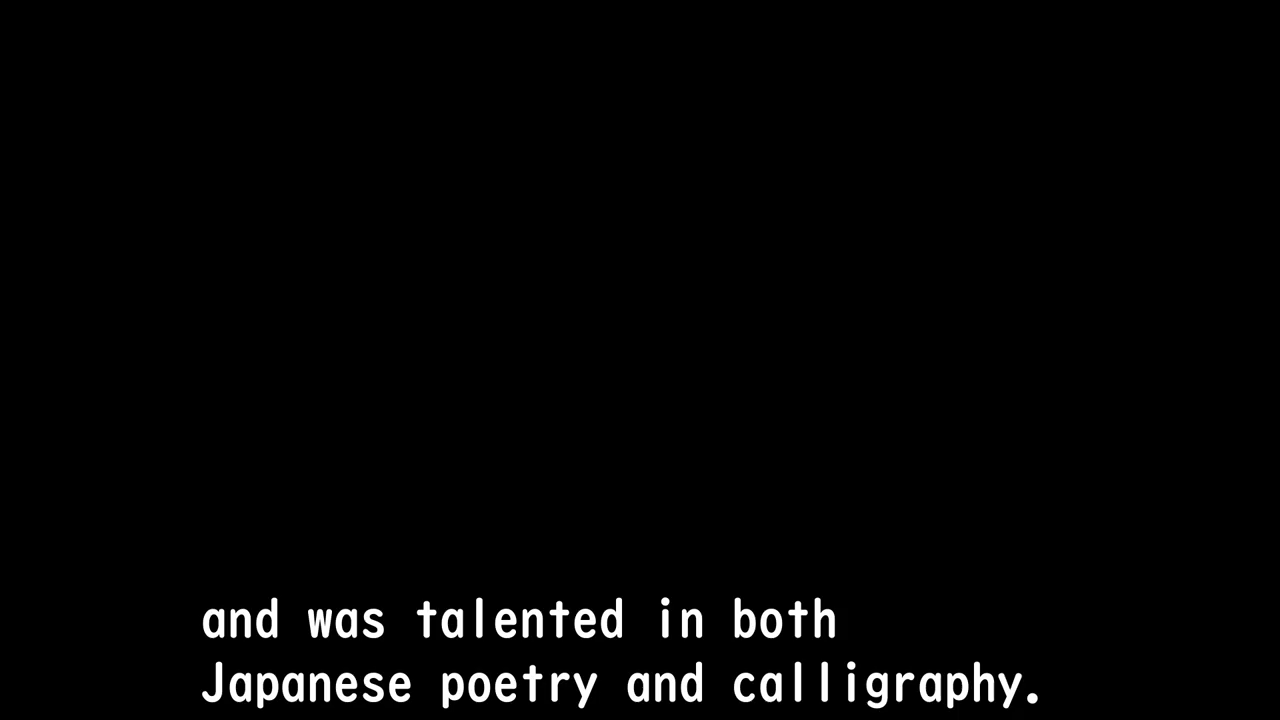 and was talented in both
Japanese poetry and calligraphy.